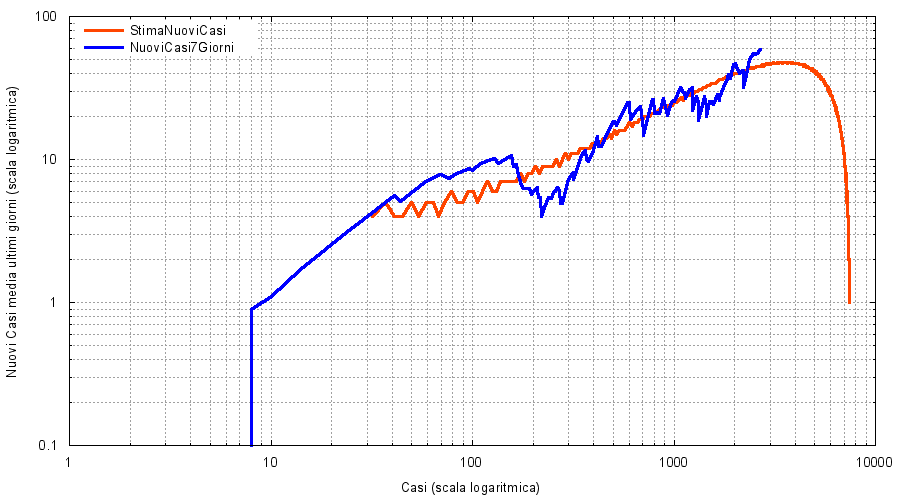 100
StimaNuoviCasi
NuoviCasi7Giorni
10
1
0.1
Nuovi Casi media ultimi giorni (scala logaritmica)
1 10 100 1000 10000
Casi (scala logaritmica)